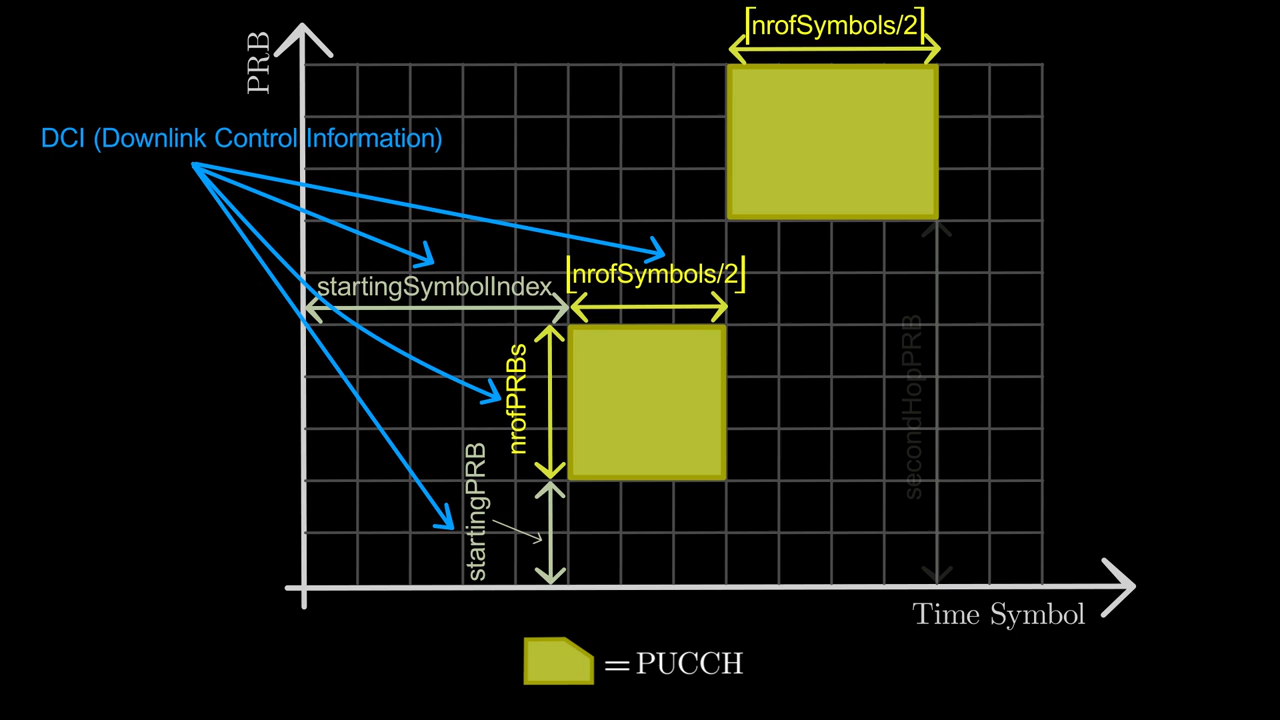 ⌈nrofSymbols/2⌉
PRB
DCI (Downlink Control Information)
⌊nrofSymbols/2⌋
startingSymbolIndex
nrofPRBs
secondHopPRB
startingPRB
Time Symbol
= PUCCH